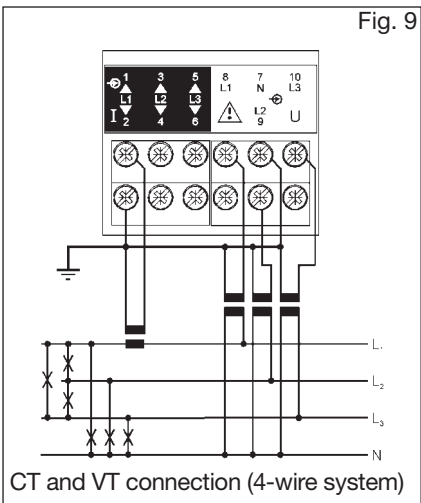 Fig. 9
1 3 5 8 7 10
L1 N L3
L1 L2 L3
I 2 4 6 L2 9 U
L1
L2
L3
N
CT and VT connection (4-wire system)